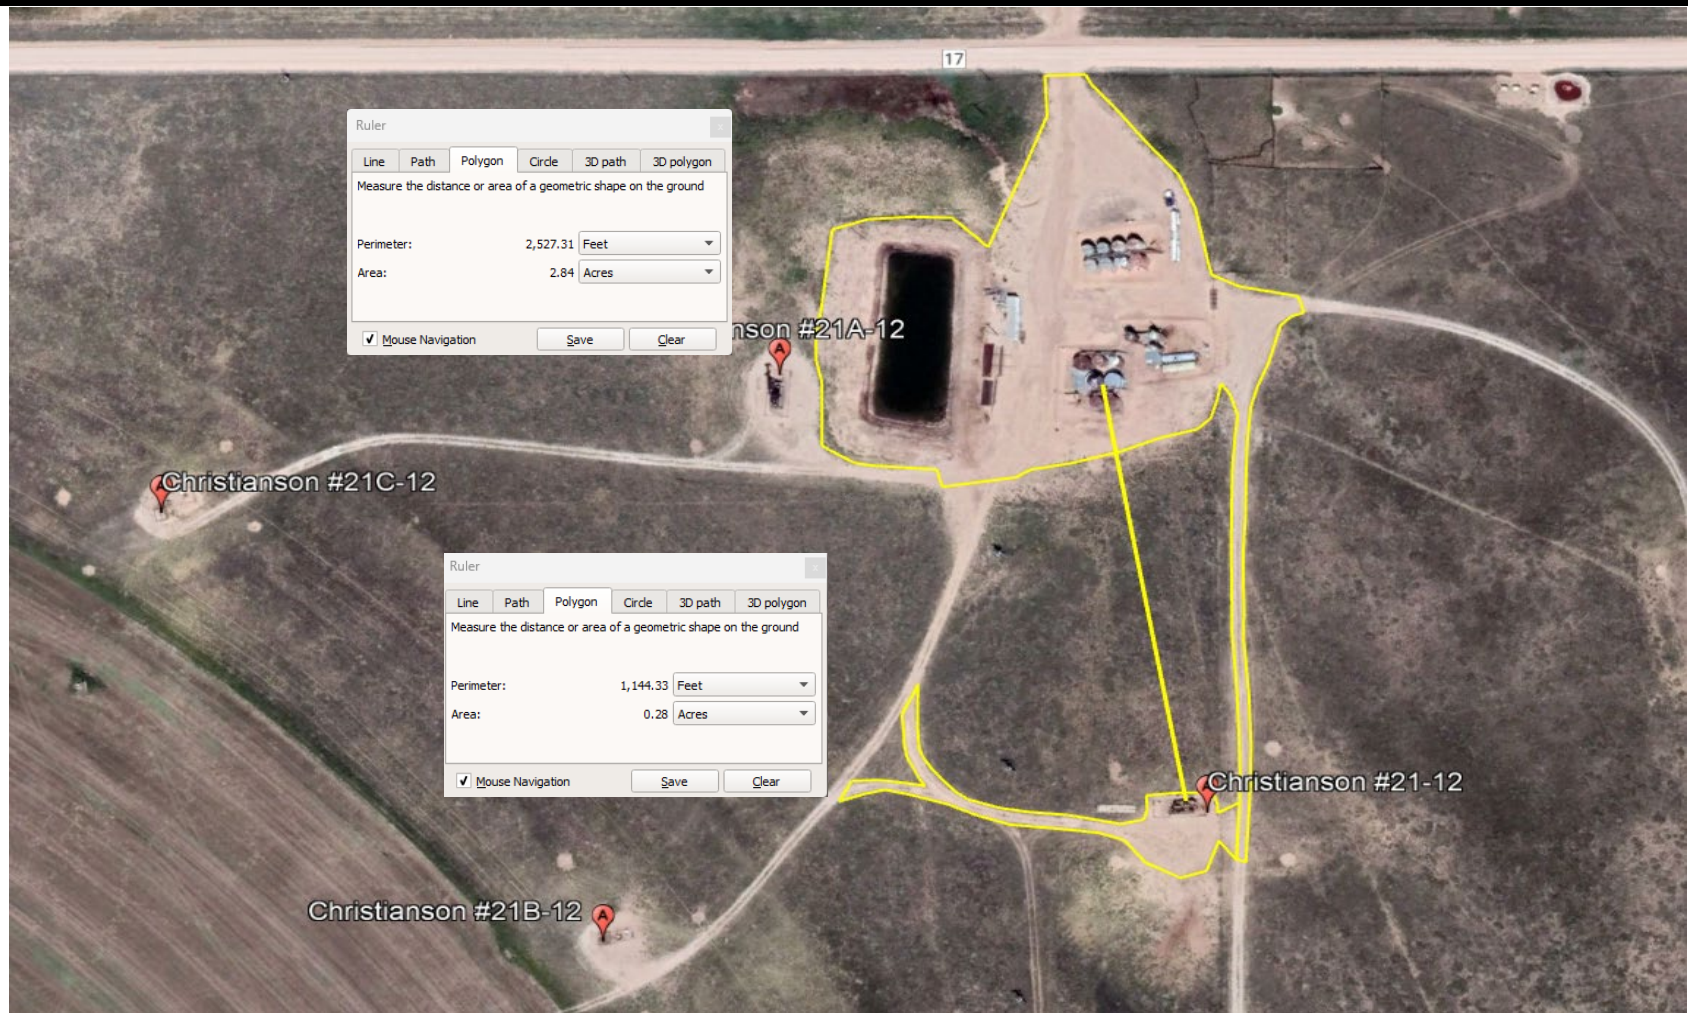 17
Ruler
Line Path Polygon Circle 3D path 3D polygon
Measure the distance or area of a geometric shape on the ground
Perimeter: 2,527.31 Feet
Area: 2.84 Acres
Mouse Navigation Save Clear
nson #21A-12
A
Christianson #21C-12
A
Ruler
Line Path Polygon Circle 3D path 3D polygon
Measure the distance or area of a geometric shape on the ground
Perimeter: 1,144.33 Feet
Area: 0.28 Acres
Mouse Navigation Save Clear
Christianson #21-12
Christianson #21B-12
A